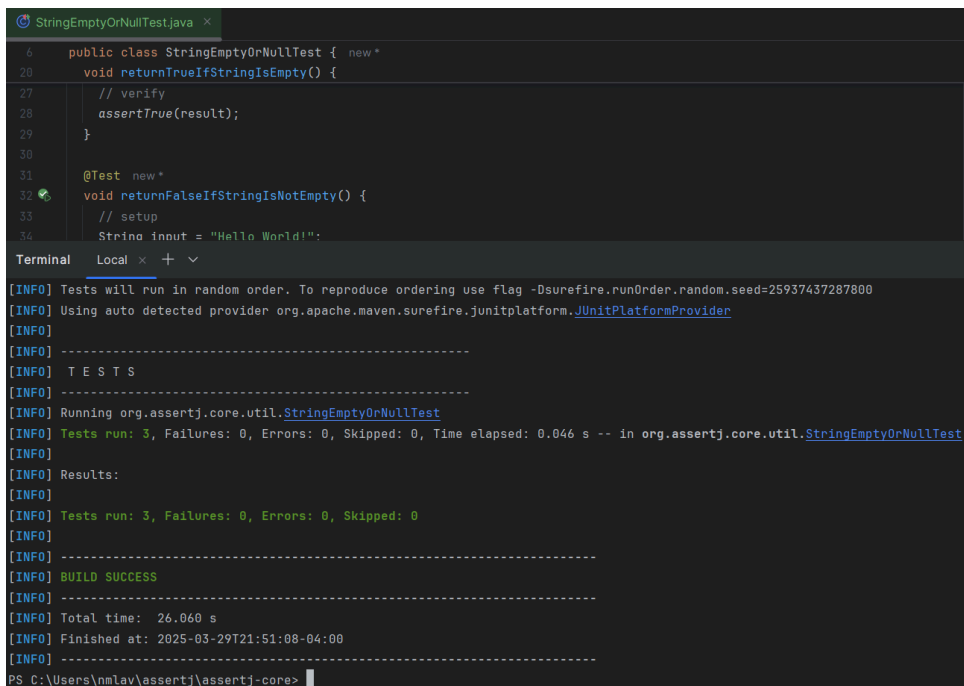 StringEmptyOrNullTest.java ×
6 public class StringEmptyOrNullTest { new *
20 void returnTrueIfStringIsEmpty() {
27 // verify
28 assertTrue(result);
29 }
30
31 @Test new *
32 void returnFalseIfStringIsNotEmpty() {
33 // setup
34 String input = "Hello World!";
Terminal Local × + ∨
[INFO] Tests will run in random order. To reproduce ordering use flag -Dsurefire.runOrder.random.seed=25937437287800
[INFO] Using auto detected provider org.apache.maven.surefire.junitplatform.JUnitPlatformProvider
[INFO]
[INFO] -------------------------------------------------------
[INFO]  T E S T S
[INFO] -------------------------------------------------------
[INFO] Running org.assertj.core.util.StringEmptyOrNullTest
[INFO] Tests run: 3, Failures: 0, Errors: 0, Skipped: 0, Time elapsed: 0.046 s -- in org.assertj.core.util.StringEmptyOrNullTest
[INFO]
[INFO] Results:
[INFO]
[INFO] Tests run: 3, Failures: 0, Errors: 0, Skipped: 0
[INFO]
[INFO] ------------------------------------------------------------------------
[INFO] BUILD SUCCESS
[INFO] ------------------------------------------------------------------------
[INFO] Total time:  26.060 s
[INFO] Finished at: 2025-03-29T21:51:08-04:00
[INFO] ------------------------------------------------------------------------
PS C:\Users\nmlav\assertj\assertj-core>